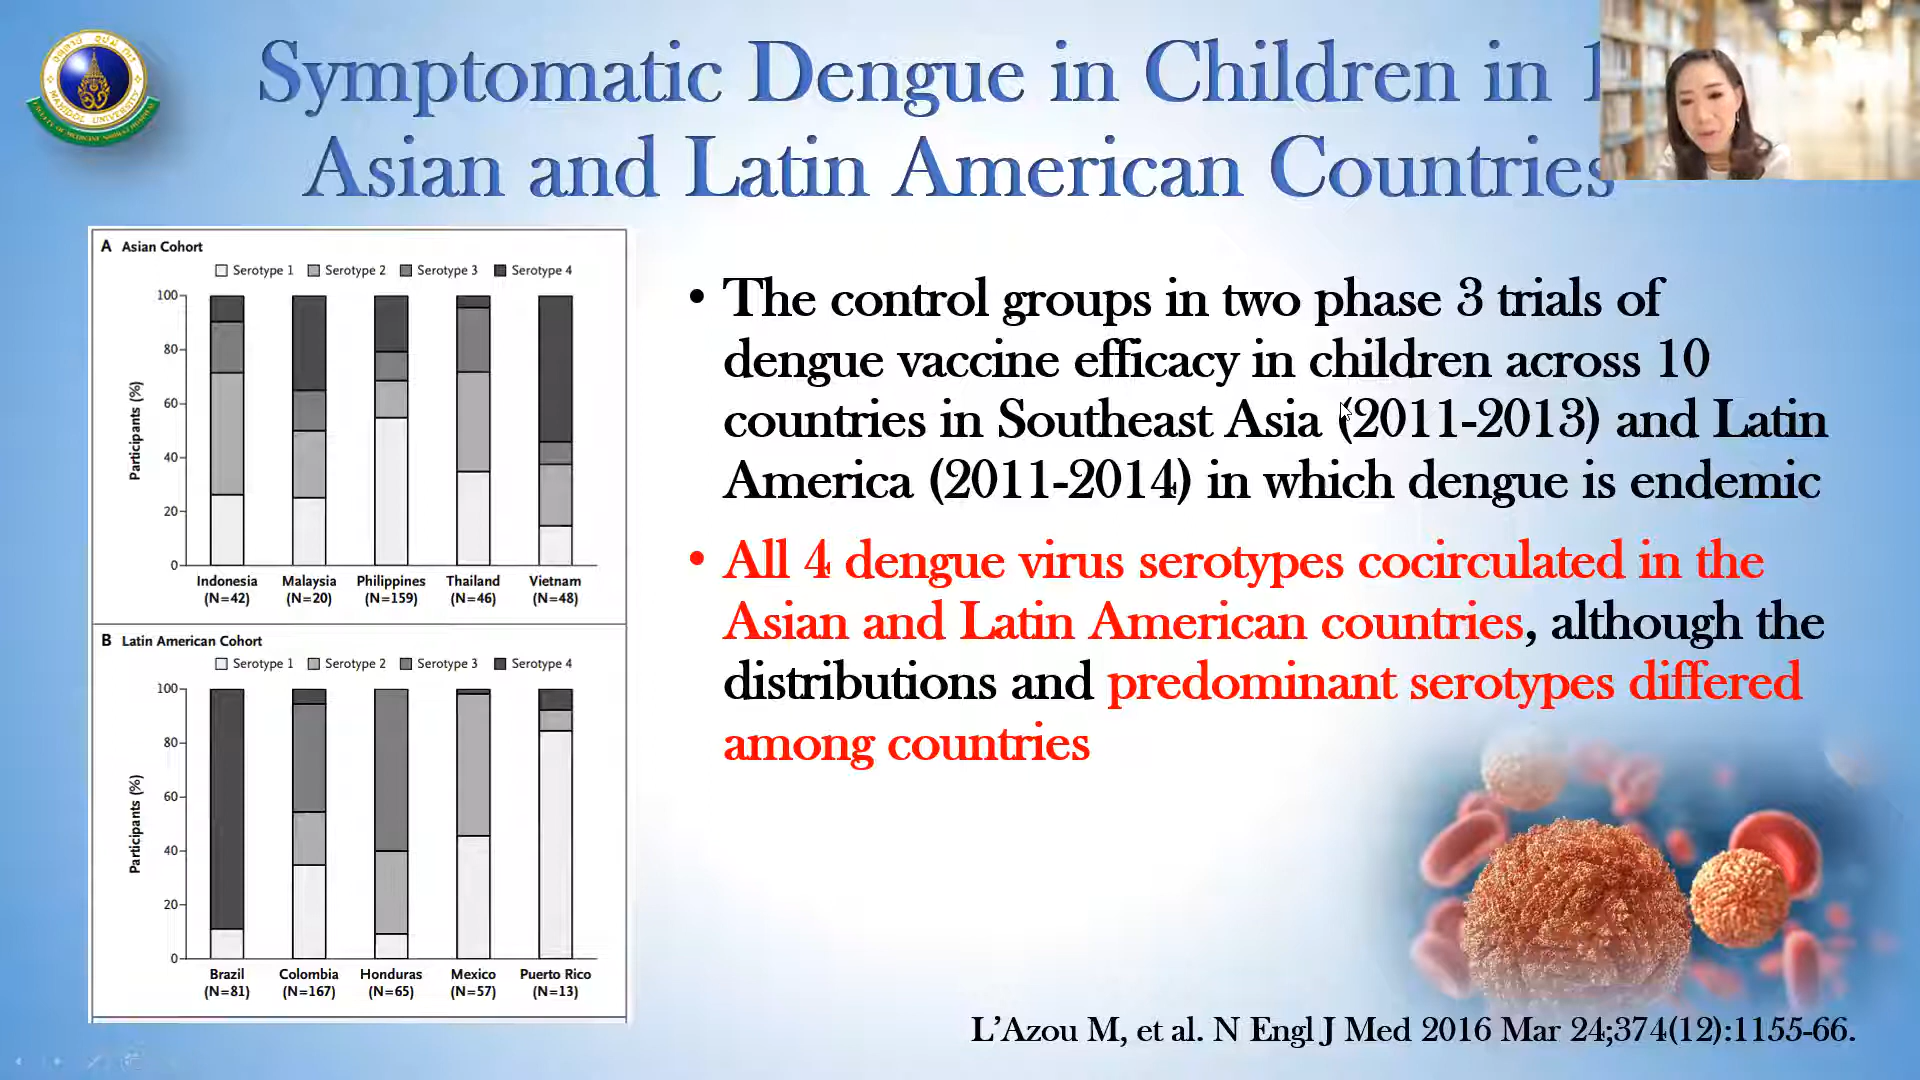 Symptomatic Dengue in Children in
Asian and Latin American Countries
A Asian Cohort
Serotype 1 Serotype 2 Serotype 3 Serotype 4
100
80
60
40
20
0
Participants (%)
Indonesia Malaysia Philippines Thailand Vietnam
(N=42) (N=20) (N=159) (N=46) (N=48)
B Latin American Cohort
Serotype 1 Serotype 2 Serotype 3 Serotype 4
100
80
60
40
20
0
Participants (%)
Brazil Colombia Honduras Mexico Puerto Rico
(N=81) (N=167) (N=65) (N=57) (N=13)
• The control groups in two phase 3 trials of
dengue vaccine efficacy in children across 10
countries in Southeast Asia (2011-2013) and Latin
America (2011-2014) in which dengue is endemic
• All 4 dengue virus serotypes cocirculated in the
Asian and Latin American countries, although the
distributions and predominant serotypes differed
among countries
L'Azou M, et al. N Engl J Med 2016 Mar 24;374(12):1155-66.
MAHIDOL UNIVERSITY